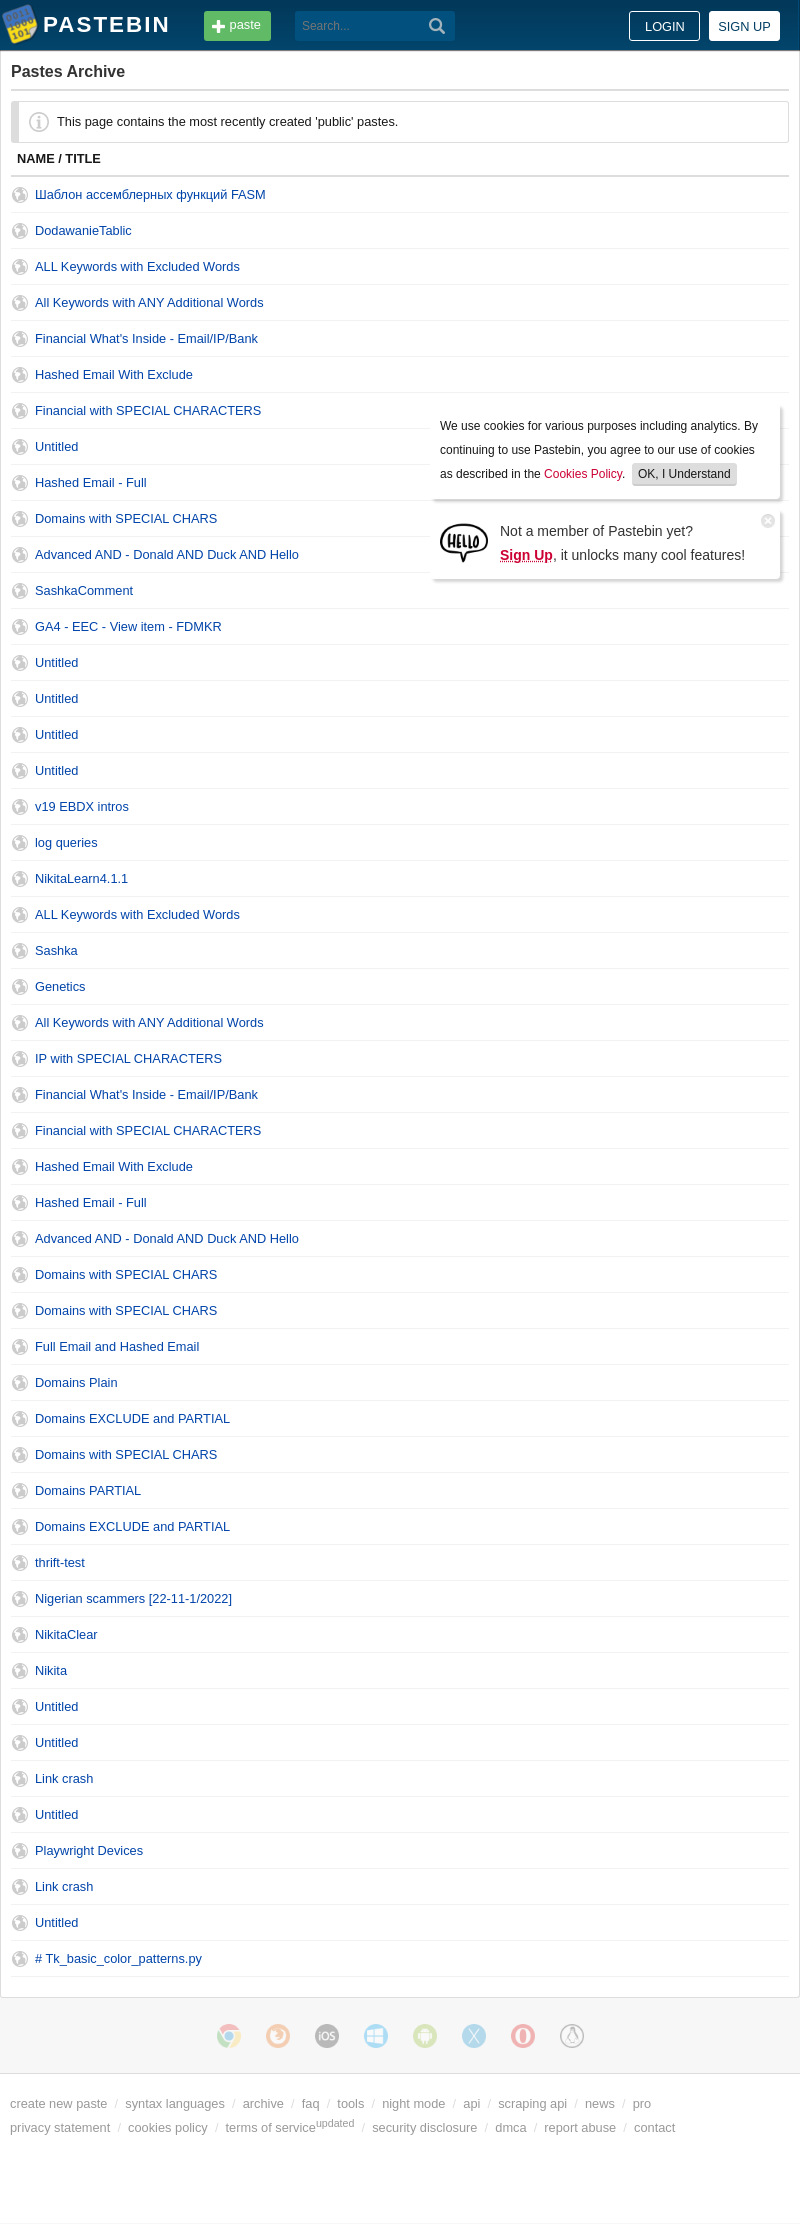 PASTEBIN
paste
Search...
LOGIN
SIGN UP
Pastes Archive
This page contains the most recently created 'public' pastes.
NAME / TITLE
Шаблон ассемблерных функций FASM
DodawanieTablic
ALL Keywords with Excluded Words
All Keywords with ANY Additional Words
Financial What's Inside - Email/IP/Bank
Hashed Email With Exclude
Financial with SPECIAL CHARACTERS
Untitled
Hashed Email - Full
Domains with SPECIAL CHARS
Advanced AND - Donald AND Duck AND Hello
We use cookies for various purposes including analytics. By
continuing to use Pastebin, you agree to our use of cookies
as described in the Cookies Policy. OK, I Understand
HELLO
Not a member of Pastebin yet?
Sign Up, it unlocks many cool features!
SashkaComment
GA4 - EEC - View item - FDMKR
Untitled
Untitled
Untitled
Untitled
v19 EBDX intros
log queries
NikitaLearn4.1.1
ALL Keywords with Excluded Words
Sashka
Genetics
All Keywords with ANY Additional Words
IP with SPECIAL CHARACTERS
Financial What's Inside - Email/IP/Bank
Financial with SPECIAL CHARACTERS
Hashed Email With Exclude
Hashed Email - Full
Advanced AND - Donald AND Duck AND Hello
Domains with SPECIAL CHARS
Domains with SPECIAL CHARS
Full Email and Hashed Email
Domains Plain
Domains EXCLUDE and PARTIAL
Domains with SPECIAL CHARS
Domains PARTIAL
Domains EXCLUDE and PARTIAL
thrift-test
Nigerian scammers [22-11-1/2022]
NikitaClear
Nikita
Untitled
Untitled
Link crash
Untitled
Playwright Devices
Link crash
Untitled
# Tk_basic_color_patterns.py
iOS
create new paste / syntax languages / archive / faq / tools / night mode / api / scraping api / news / pro
privacy statement / cookies policy / terms of serviceupdated / security disclosure / dmca / report abuse / contact